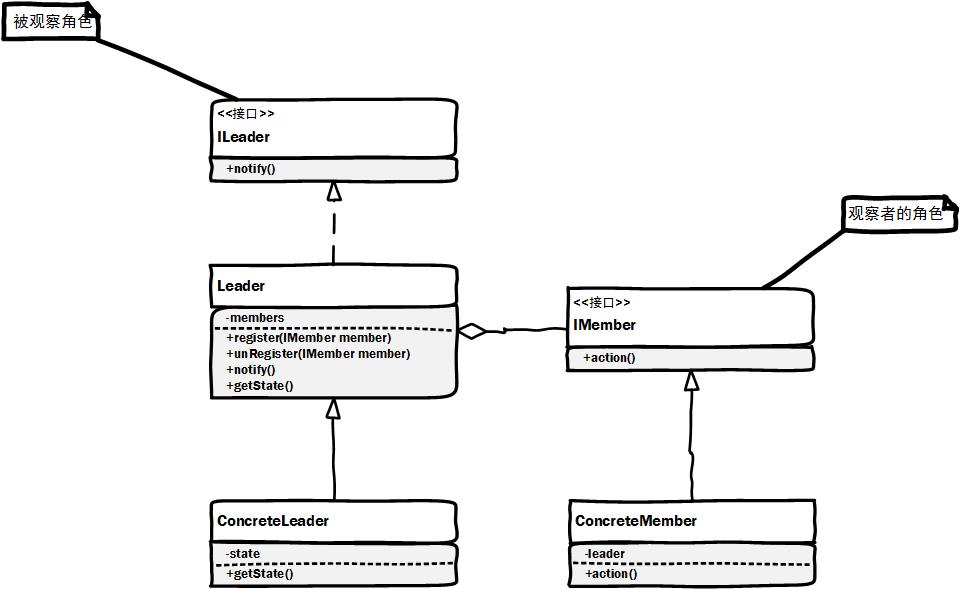 被观察角色
<<接口>>
ILeader
+notify()
观察者的角色
Leader
-members
+register(IMember member)
+unRegister(IMember member)
+notify()
+getState()
<<接口>>
IMember
+action()
ConcreteLeader
-state
+getState()
ConcreteMember
-leader
+action()